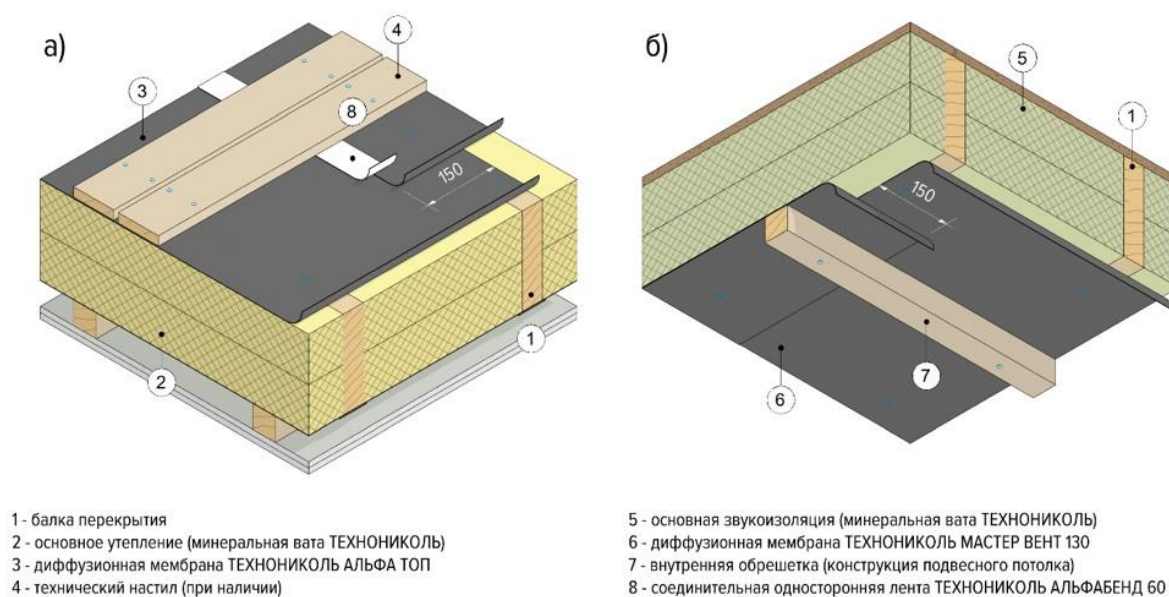 а)
4
3
8
150
1
2
б)
5
1
150
7
6
1 - балка перекрытия
2 - основное утепление (минеральная вата ТЕХНОНИКОЛЬ)
3 - диффузионная мембрана ТЕХНОНИКОЛЬ АЛЬФА ТОП
4 - технический настил (при наличии)
5 - основная звукоизоляция (минеральная вата ТЕХНОНИКОЛЬ)
6 - диффузионная мембрана ТЕХНОНИКОЛЬ МАСТЕР ВЕНТ 130
7 - внутренняя обрешетка (конструкция подвесного потолка)
8 - соединительная односторонняя лента ТЕХНОНИКОЛЬ АЛЬФАБЕНД 60